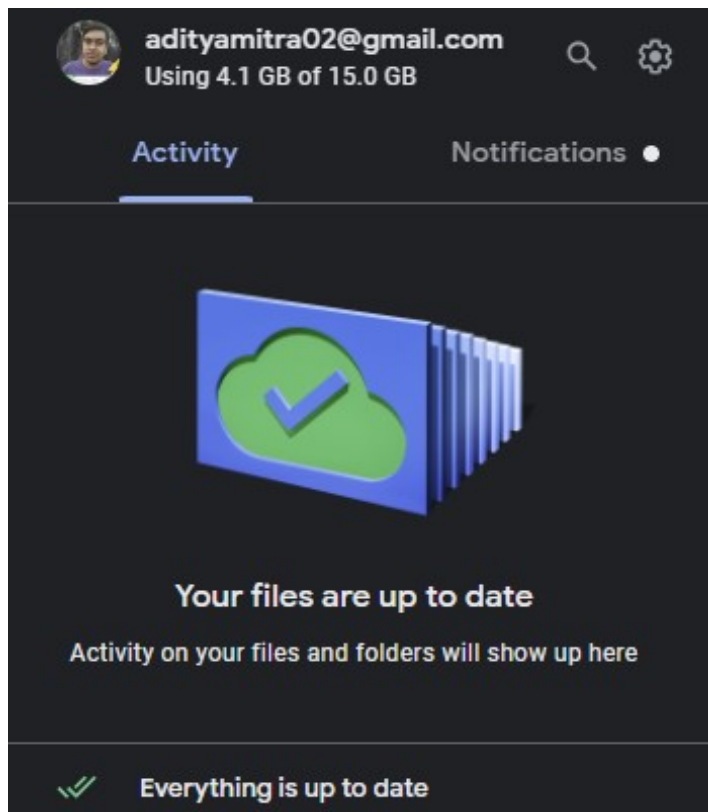 adityamitra02@gmail.com
Using 4.1 GB of 15.0 GB
Activity
Notifications
Your files are up to date
Activity on your files and folders will show up here
Everything is up to date